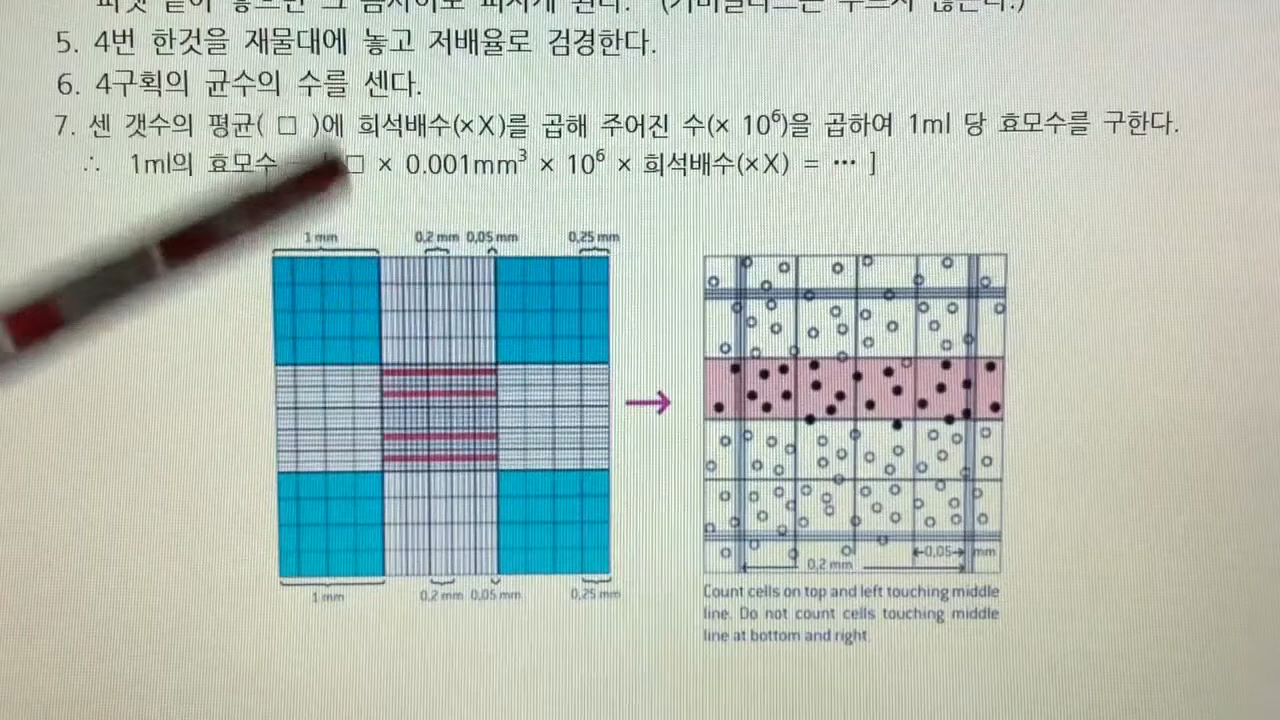 5. 4번 한것을 재물대에 놓고 저배율로 검경한다.
6. 4구획의 균수의 수를 센다.
7. 센 갯수의 평균( □ )에 희석배수(×X)를 곱해 주어진 수(× 10⁶)을 곱하여 1ml 당 효모수를 구한다.
∴ 1ml의 효모수 □ × 0.001mm³ × 10⁶ × 희석배수(×X) = ··· ]
1 mm 0,2 mm 0,05 mm 0,25 mm
0,05 mm
0,2 mm
1 mm 0,2 mm 0,05 mm 0,25 mm
Count cells on top and left touching middle
line. Do not count cells touching middle
line at bottom and right.